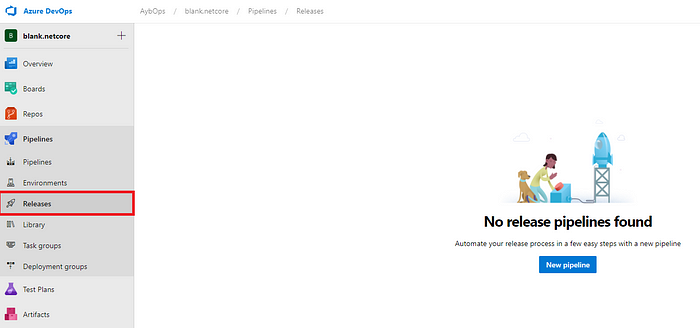 Azure DevOps
AybOps / blank.netcore / Pipelines / Releases
B blank.netcore +
Overview
Boards
Repos
Pipelines
Pipelines
Environments
Releases
Library
Task groups
Deployment groups
Test Plans
Artifacts
No release pipelines found
Automate your release process in a few easy steps with a new pipeline
New pipeline